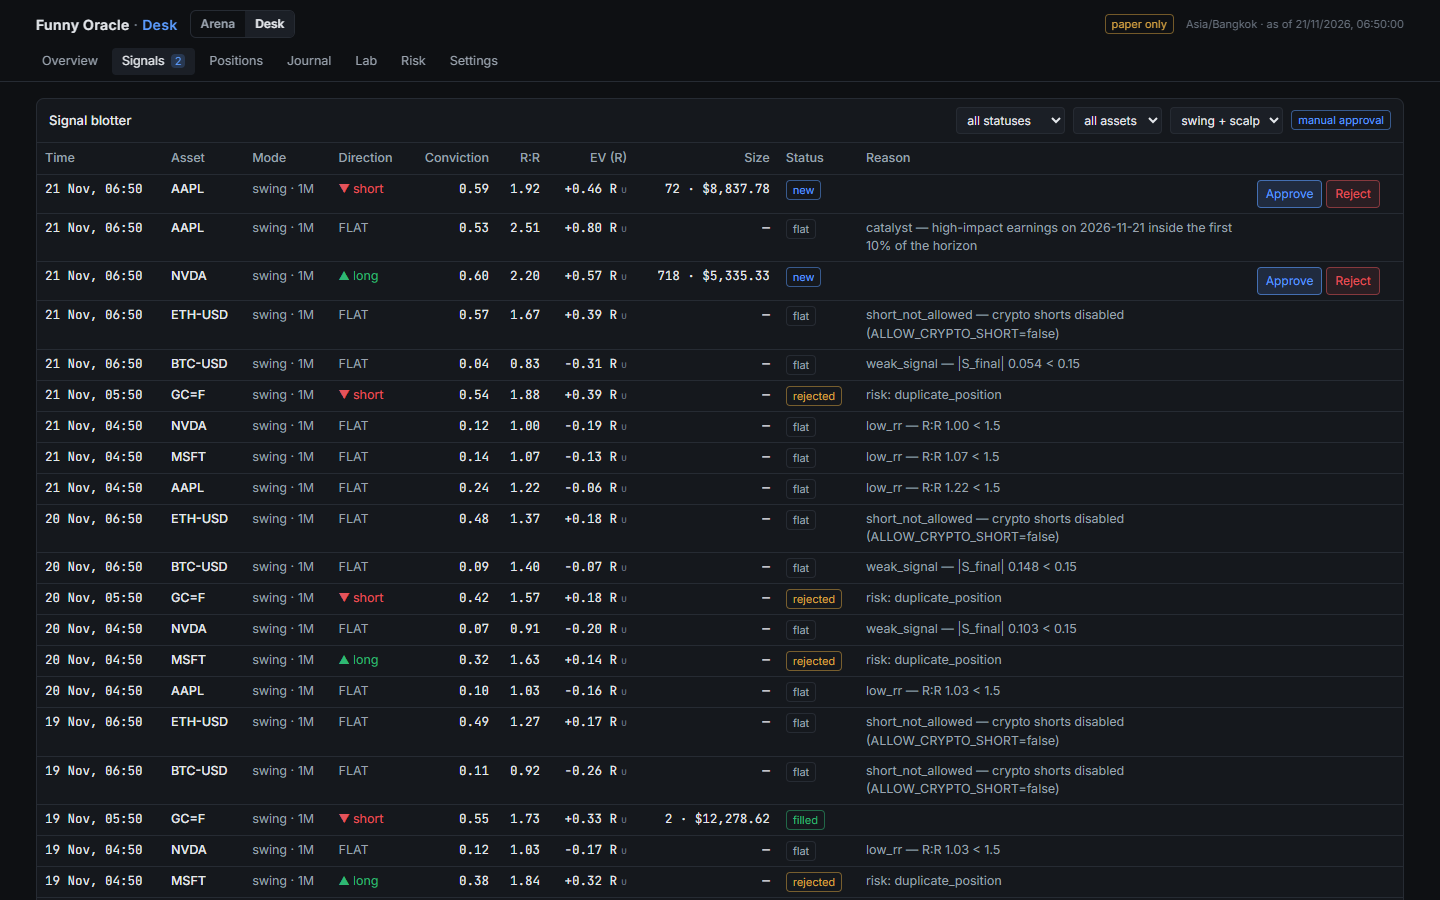 Funny Oracle · Desk Arena Desk paper only Asia/Bangkok · as of 21/11/2026, 06:50:00
Overview Signals 2 Positions Journal Lab Risk Settings
Signal blotter all statuses all assets swing + scalp manual approval
Time Asset Mode Direction Conviction R:R EV (R) Size Status Reason
21 Nov, 06:50 AAPL swing · 1M ▼ short 0.59 1.92 +0.46 R U 72 · $8,837.78 new Approve Reject
21 Nov, 06:50 AAPL swing · 1M FLAT 0.53 2.51 +0.80 R U — flat catalyst — high-impact earnings on 2026-11-21 inside the first
10% of the horizon
21 Nov, 06:50 NVDA swing · 1M ▲ long 0.60 2.20 +0.57 R U 718 · $5,335.33 new Approve Reject
21 Nov, 06:50 ETH-USD swing · 1M FLAT 0.57 1.67 +0.39 R U — flat short_not_allowed — crypto shorts disabled
(ALLOW_CRYPTO_SHORT=false)
21 Nov, 06:50 BTC-USD swing · 1M FLAT 0.04 0.83 -0.31 R U — flat weak_signal — |S_final| 0.054 < 0.15
21 Nov, 05:50 GC=F swing · 1M ▼ short 0.54 1.88 +0.39 R U — rejected risk: duplicate_position
21 Nov, 04:50 NVDA swing · 1M FLAT 0.12 1.00 -0.19 R U — flat low_rr — R:R 1.00 < 1.5
21 Nov, 04:50 MSFT swing · 1M FLAT 0.14 1.07 -0.13 R U — flat low_rr — R:R 1.07 < 1.5
21 Nov, 04:50 AAPL swing · 1M FLAT 0.24 1.22 -0.06 R U — flat low_rr — R:R 1.22 < 1.5
20 Nov, 06:50 ETH-USD swing · 1M FLAT 0.48 1.37 +0.18 R U — flat short_not_allowed — crypto shorts disabled
(ALLOW_CRYPTO_SHORT=false)
20 Nov, 06:50 BTC-USD swing · 1M FLAT 0.09 1.40 -0.07 R U — flat weak_signal — |S_final| 0.148 < 0.15
20 Nov, 05:50 GC=F swing · 1M ▼ short 0.42 1.57 +0.18 R U — rejected risk: duplicate_position
20 Nov, 04:50 NVDA swing · 1M FLAT 0.07 0.91 -0.20 R U — flat weak_signal — |S_final| 0.103 < 0.15
20 Nov, 04:50 MSFT swing · 1M ▲ long 0.32 1.63 +0.14 R U — rejected risk: duplicate_position
20 Nov, 04:50 AAPL swing · 1M FLAT 0.10 1.03 -0.16 R U — flat low_rr — R:R 1.03 < 1.5
19 Nov, 06:50 ETH-USD swing · 1M FLAT 0.49 1.27 +0.17 R U — flat short_not_allowed — crypto shorts disabled
(ALLOW_CRYPTO_SHORT=false)
19 Nov, 06:50 BTC-USD swing · 1M FLAT 0.11 0.92 -0.26 R U — flat short_not_allowed — crypto shorts disabled
(ALLOW_CRYPTO_SHORT=false)
19 Nov, 05:50 GC=F swing · 1M ▼ short 0.55 1.73 +0.33 R U 2 · $12,278.62 filled
19 Nov, 04:50 NVDA swing · 1M FLAT 0.12 1.03 -0.17 R U — flat low_rr — R:R 1.03 < 1.5
19 Nov, 04:50 MSFT swing · 1M ▲ long 0.38 1.84 +0.32 R U — rejected risk: duplicate_position